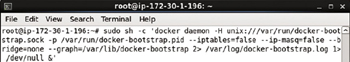 root@ip-172-30-1-196: ~
File Edit View Search Terminal Help
root@ip-172-30-1-196:~# sudo sh -c 'docker daemon -H unix:///var/run/docker-boot
strap.sock -p /var/run/docker-bootstrap.pid --iptables=false --ip-masq=false --b
ridge=none --graph=/var/lib/docker-bootstrap 2> /var/log/docker-bootstrap.log 1>
/dev/null &'